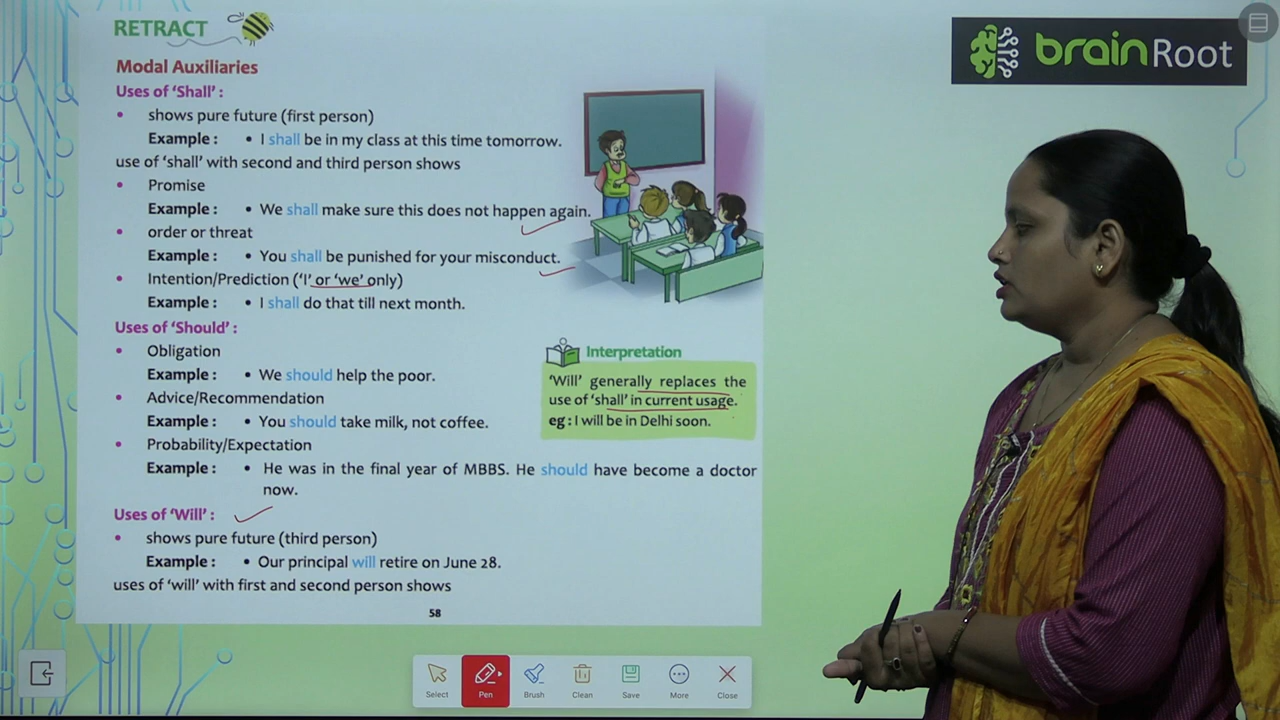 RETRACT
brainRoot
Modal Auxiliaries
Uses of ‘Shall’ :
• shows pure future (first person)
Example : • I shall be in my class at this time tomorrow.
use of ‘shall’ with second and third person shows
• Promise
Example : • We shall make sure this does not happen again.
• order or threat
Example : • You shall be punished for your misconduct.
• Intention/Prediction (‘I’ or ‘we’ only)
Example : • I shall do that till next month.
Uses of ‘Should’ :
• Obligation
Example : • We should help the poor.
• Advice/Recommendation
Example : • You should take milk, not coffee.
• Probability/Expectation
Example : • He was in the final year of MBBS. He should have become a doctor
now.
Interpretation
‘Will’ generally replaces the
use of ‘shall’ in current usage.
eg : I will be in Delhi soon.
Uses of ‘Will’ :
• shows pure future (third person)
Example : • Our principal will retire on June 28.
uses of ‘will’ with first and second person shows
58
Select Pen Brush Clean Save More Close